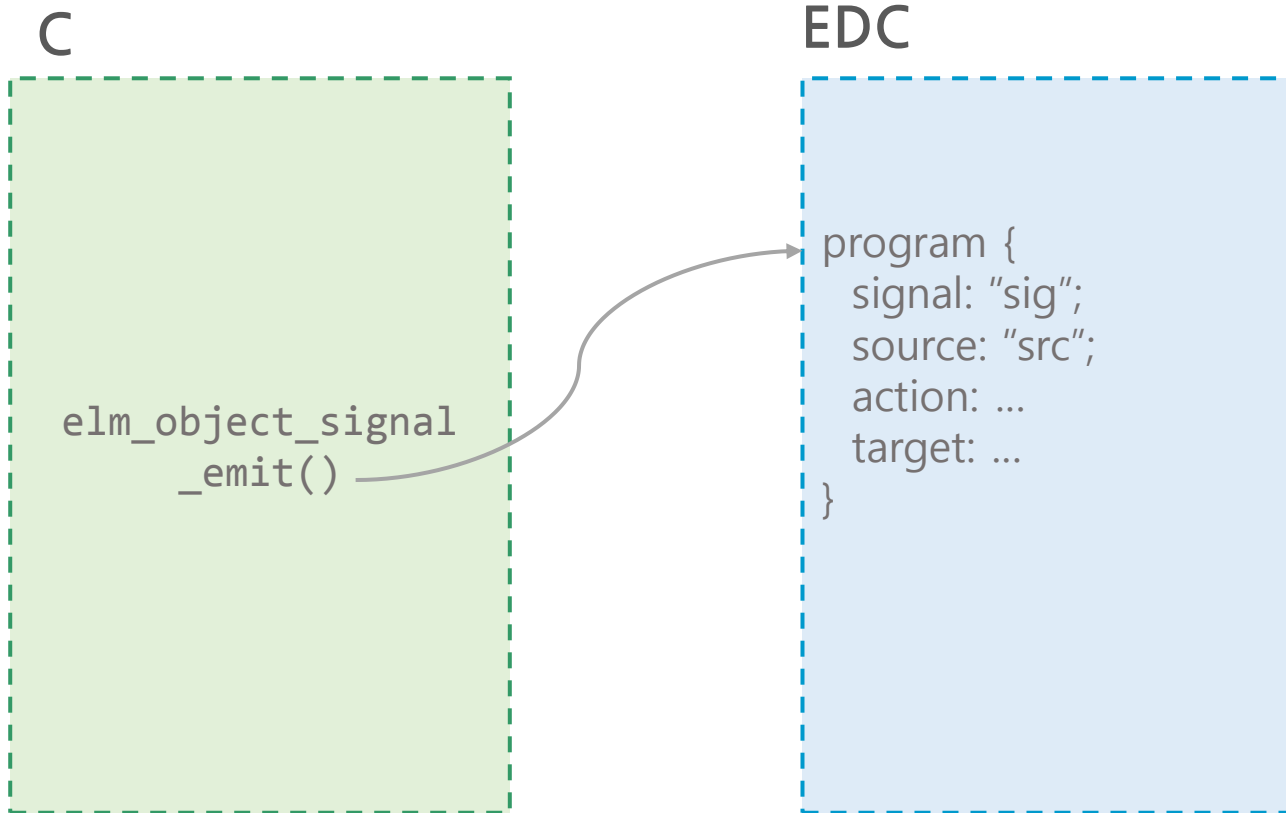 C
elm_object_signal
_emit()
EDC
program {
signal: “sig”;
source: “src”;
action: ...
target: ...
}